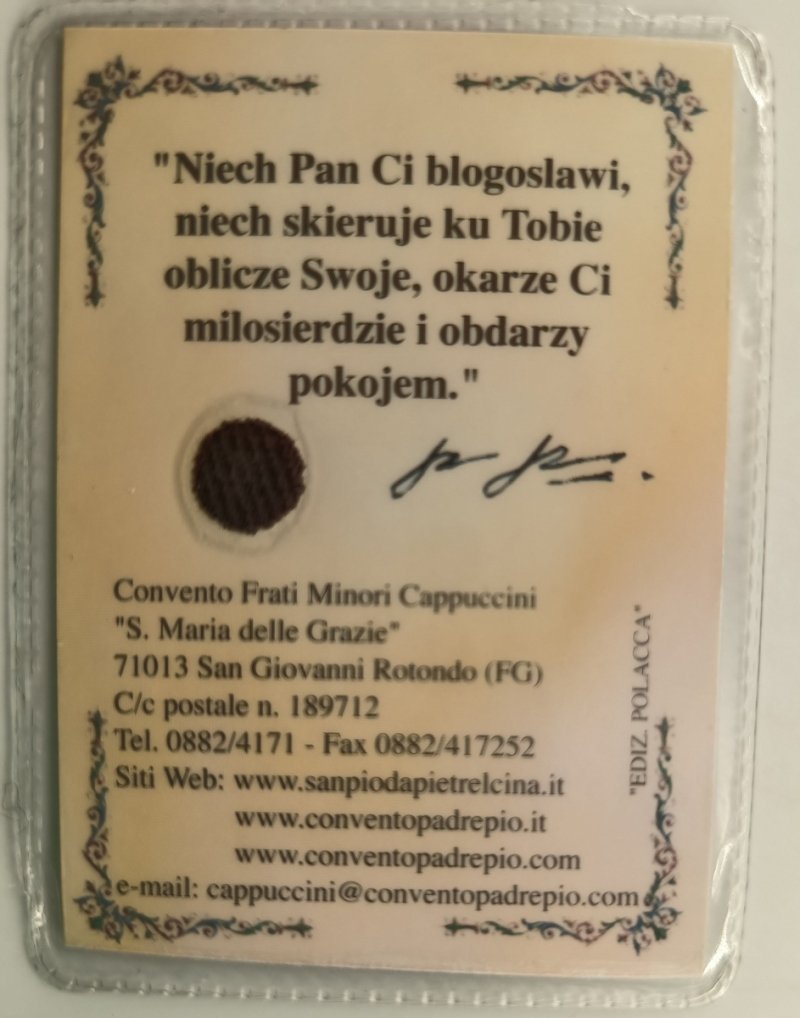 "Niech Pan Ci blogoslawi,
niech skieruje ku Tobie
oblicze Swoje, okarze Ci
milosierdzie i obdarzy
pokojem."
Convento Frati Minori Cappuccini
"S. Maria delle Grazie"
71013 San Giovanni Rotondo (FG)
C/c postale n. 189712
Tel. 0882/4171 - Fax 0882/417252
Siti Web: www.sanpiodapietrelcina.it
www.conventopadrepio.it
www.conventopadrepio.com
e-mail: cappuccini@conventopadrepio.com
"EDIZ. POLACCA"